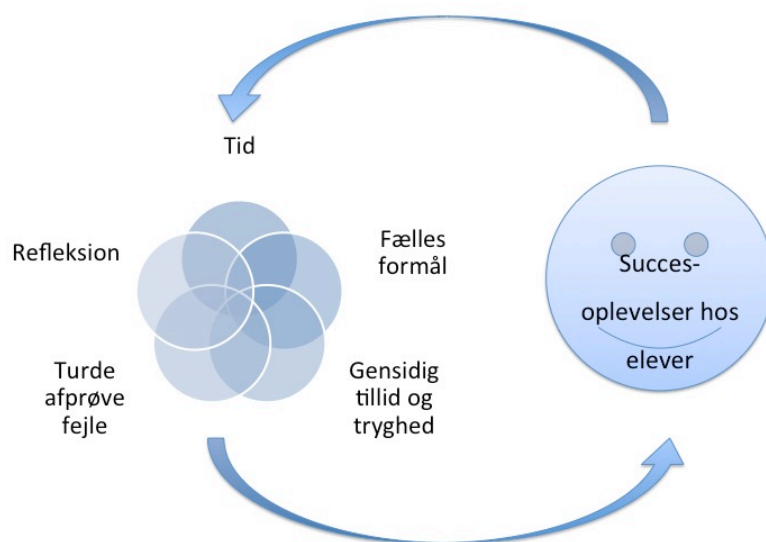 Tid
Refleksion
Fælles
formål
Turde
afprøve
fejle
Gensidig
tillid og
tryghed
Succes-
oplevelser hos
elever